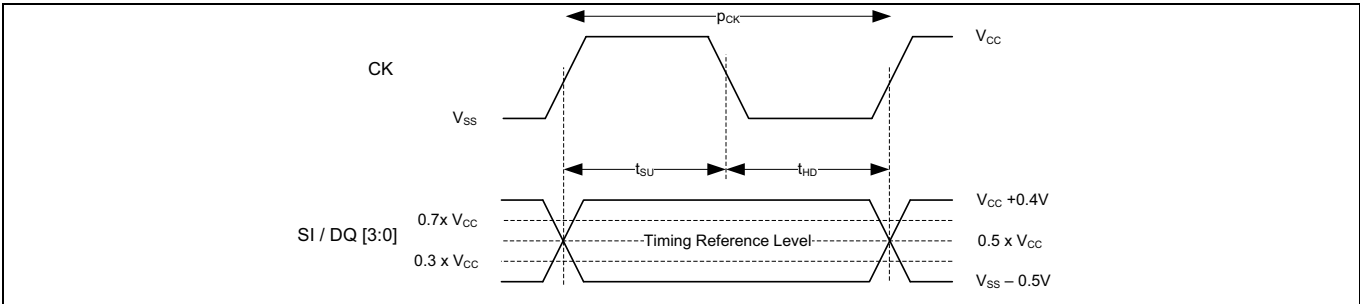 pCK
VCC
CK
VSS
tSU
tHD
VCC +0.4V
0.7x VCC
SI / DQ [3:0]
Timing Reference Level
0.5 x VCC
0.3 x VCC
VSS – 0.5V